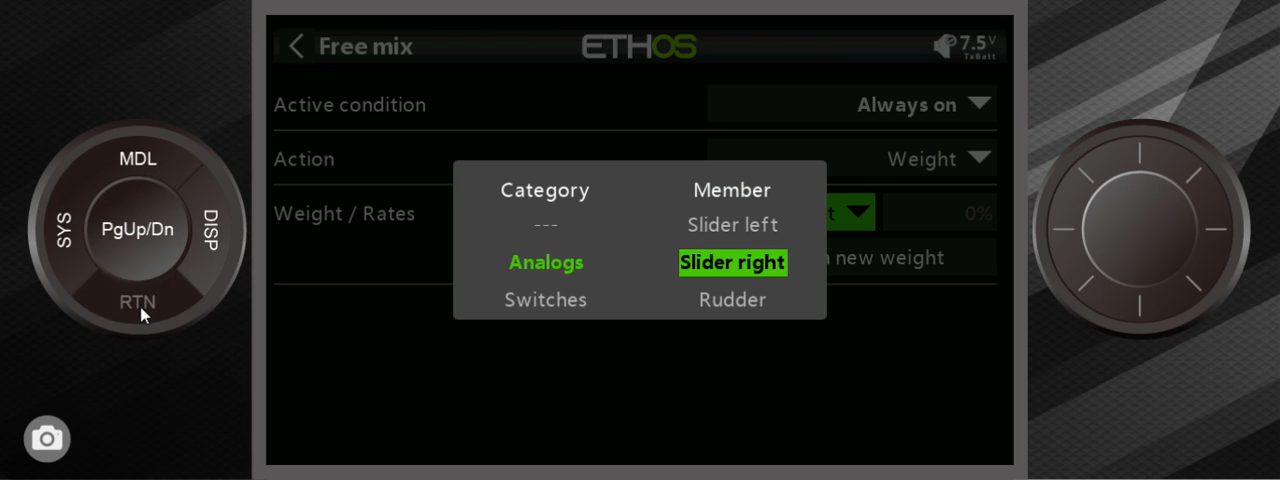 Free mix
ETHOS
7.5V
TxBatt
Active condition
Always on
Action
Weight
Weight / Rates
t
0%
new weight
Category
Member
---
Slider left
Analogs
Slider right
Switches
Rudder
MDL
SYS
PgUp/Dn
DISP
RTN